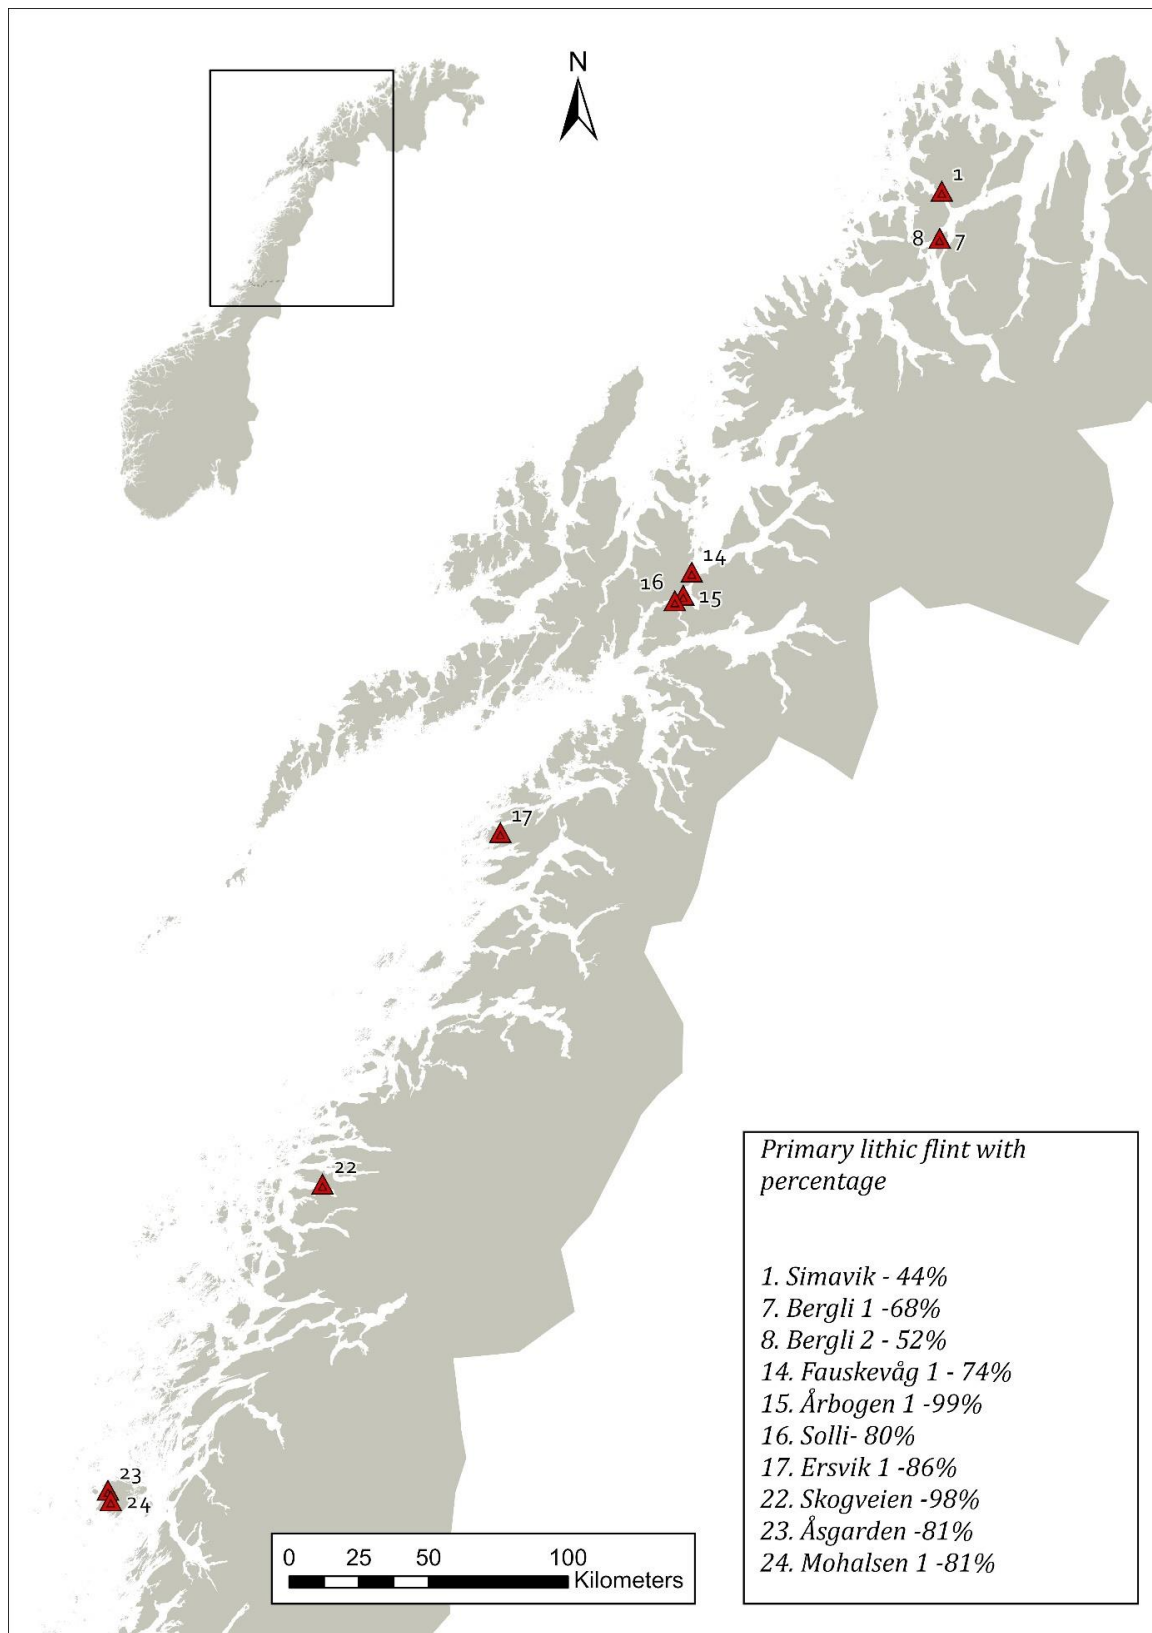 N
1
8
7
14
16
15
17
22
23
24
Primary lithic flint with
percentage
1. Simavik - 44%
7. Bergli 1 -68%
8. Bergli 2 - 52%
14. Fauskevåg 1 - 74%
15. Årbogen 1 -99%
16. Solli- 80%
17. Ersvik 1 -86%
22. Skogveien -98%
23. Åsgarden -81%
24. Mohalsen 1 -81%
0 25 50 100
Kilometers